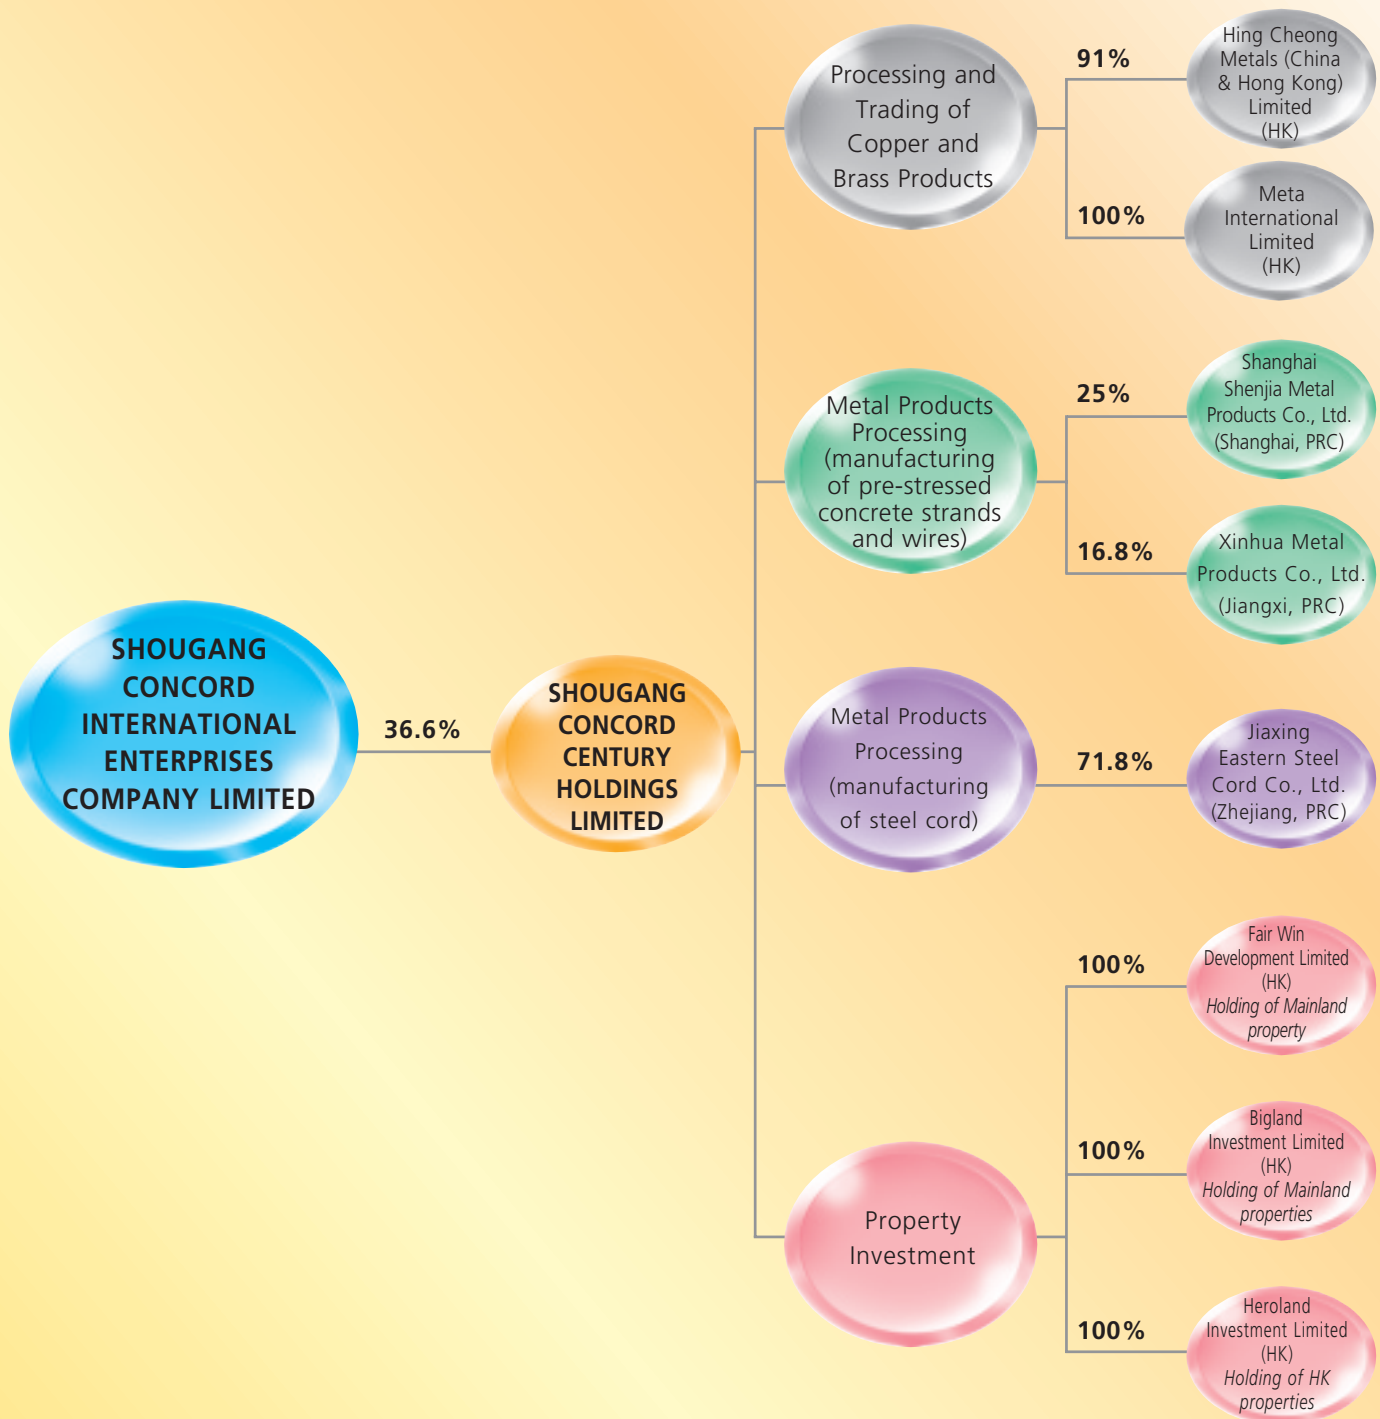 SHOUGANG
CONCORD
INTERNATIONAL
ENTERPRISES
COMPANY LIMITED
36.6%
SHOUGANG
CONCORD
CENTURY
HOLDINGS
LIMITED
Processing and
Trading of
Copper and
Brass Products
91%
Hing Cheong
Metals (China
& Hong Kong)
Limited
(HK)
100%
Meta
International
Limited
(HK)
Metal Products
Processing
(manufacturing
of pre-stressed
concrete strands
and wires)
25%
Shanghai
Shenjia Metal
Products Co., Ltd.
(Shanghai, PRC)
16.8%
Xinhua Metal
Products Co., Ltd.
(Jiangxi, PRC)
Metal Products
Processing
(manufacturing
of steel cord)
71.8%
Jiaxing
Eastern Steel
Cord Co., Ltd.
(Zhejiang, PRC)
Property
Investment
100%
Fair Win
Development Limited
(HK)
Holding of Mainland
property
100%
Bigland
Investment Limited
(HK)
Holding of Mainland
properties
100%
Heroland
Investment Limited
(HK)
Holding of HK
properties